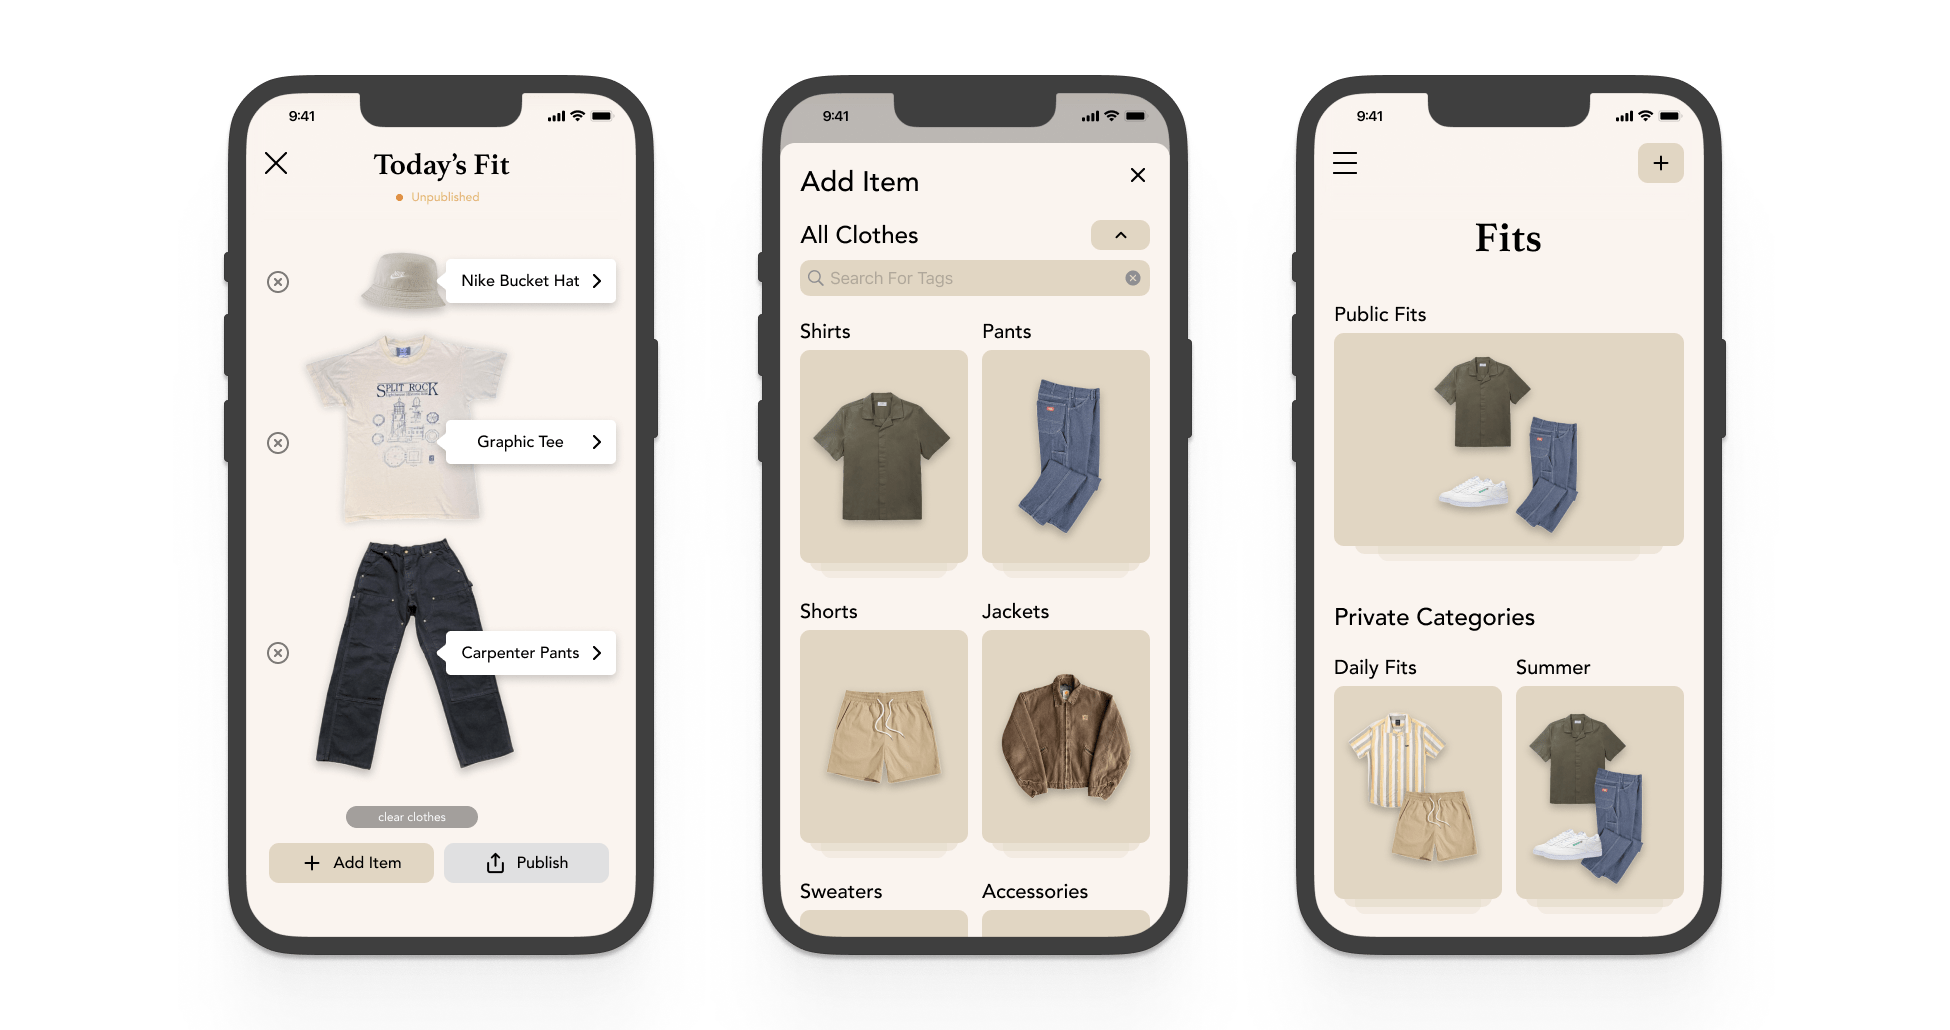 9:41
Today's Fit
Unpublished
Nike Bucket Hat
SPLIT ROCK
Graphic Tee
Carpenter Pants
clear clothes
Add Item
Publish
9:41
Add Item
All Clothes
Search For Tags
Shirts
Pants
Shorts
Jackets
Sweaters
Accessories
9:41
Fits
Public Fits
Private Categories
Daily Fits
Summer